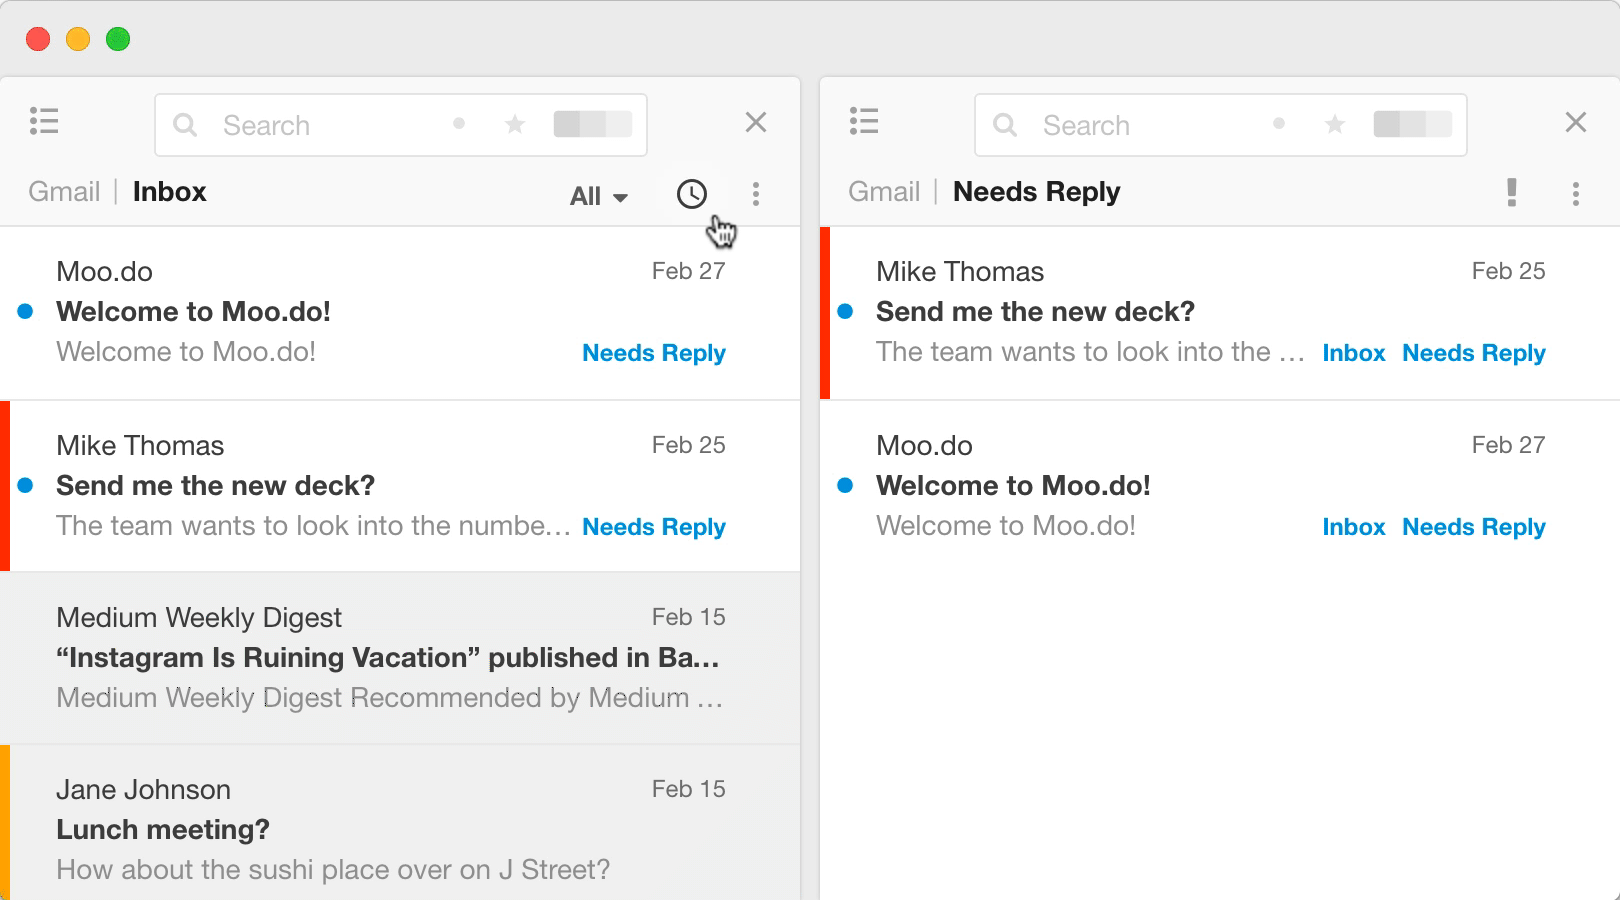 Search
Gmail | Inbox
All
Moo.do Feb 27
Welcome to Moo.do!
Welcome to Moo.do! Needs Reply
Mike Thomas Feb 25
Send me the new deck?
The team wants to look into the numbe… Needs Reply
Medium Weekly Digest Feb 15
“Instagram Is Ruining Vacation” published in Ba…
Medium Weekly Digest Recommended by Medium …
Jane Johnson Feb 15
Lunch meeting?
How about the sushi place over on J Street?
Search
Gmail | Needs Reply
Mike Thomas Feb 25
Send me the new deck?
The team wants to look into the … Inbox Needs Reply
Moo.do Feb 27
Welcome to Moo.do!
Welcome to Moo.do! Inbox Needs Reply